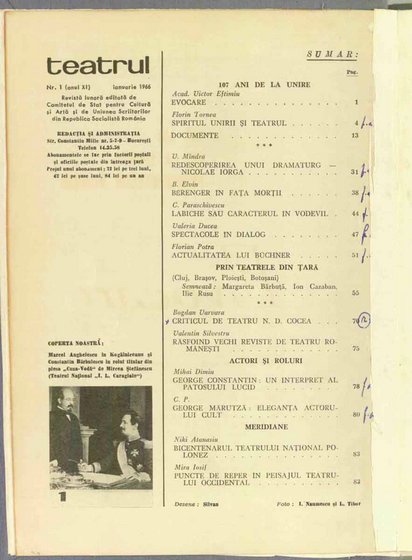 teatrul
Nr. 1 (anul XI) ianuarie 1966
Revistă lunară editată de
Comitetul de Stat pentru Cultură
și Artă și de Uniunea Scriitorilor
din Republica Socialistă România
REDACȚIA ȘI ADMINISTRAȚIA
Str. Constantin Mille nr. 5-7-9 - București
Telefon 14.35.58
Abonamentele se fac prin factorii poștali
și oficiile poștale din întreaga țară
Prețul unui abonament: 21 lei pe trei luni,
42 lei pe șase luni, 84 lei pe un an
COPERTA NOASTRĂ:
Marcel Anghelescu în Kogălniceanu și
Constantin Bărbulescu în rolul titular din
piesa „Cuza-Vodă” de Mircea Ștefănescu
(Teatrul Național „I. L. Caragiale”)
1
SUMAR:
Pag.
107 ANI DE LA UNIRE
Acad. Victor Eftimiu
EVOCARE 1
Florin Tornea
SPIRITUL UNIRII ȘI TEATRUL 4
DOCUMENTE 13
* * *
U. Mindra
REDESCOPERIREA UNUI DRAMATURG —
NICOLAE IORGA 31
B. Elvin
BERENGER ÎN FAȚA MORȚII 38
C. Paraschivescu
LABICHE SAU CARACTERUL ÎN VODEVIL 44
Valeria Ducea
SPECTACOLE ÎN DIALOG 47
Florian Potra
ACTUALITATEA LUI BUCHNER 51
PRIN TEATRELE DIN ȚARĂ
(Cluj, Brașov, Ploiești, Botoșani)
Semnează: Margareta Bărbuță, Ion Cazaban,
Ilie Rusu 55
* * *
Bogdan Varvara
CRITICUL DE TEATRU N. D. COCEA 70
Valentin Silvestru
RĂSFOIND VECHI REVISTE DE TEATRU RO-
MÂNEȘTI 75
ACTORI ȘI ROLURI
Mihai Dimiu
GEORGE CONSTANTIN: UN INTERPRET AL
PATOSULUI LUCID 78
C. P.
GEORGE MĂRUTZĂ: ELEGANȚA ACTORU-
LUI CULT 80
MERIDIANE
Niki Atanasiu
BICENTENARUL TEATRULUI NAȚIONAL PO-
LONEZ 83
Mira Iosif
PUNCTE DE REPER ÎN PEISAJUL TEATRU-
LUI OCCIDENTAL 83
Desene: Silvan Foto: I. Naumescu și L. Tibor